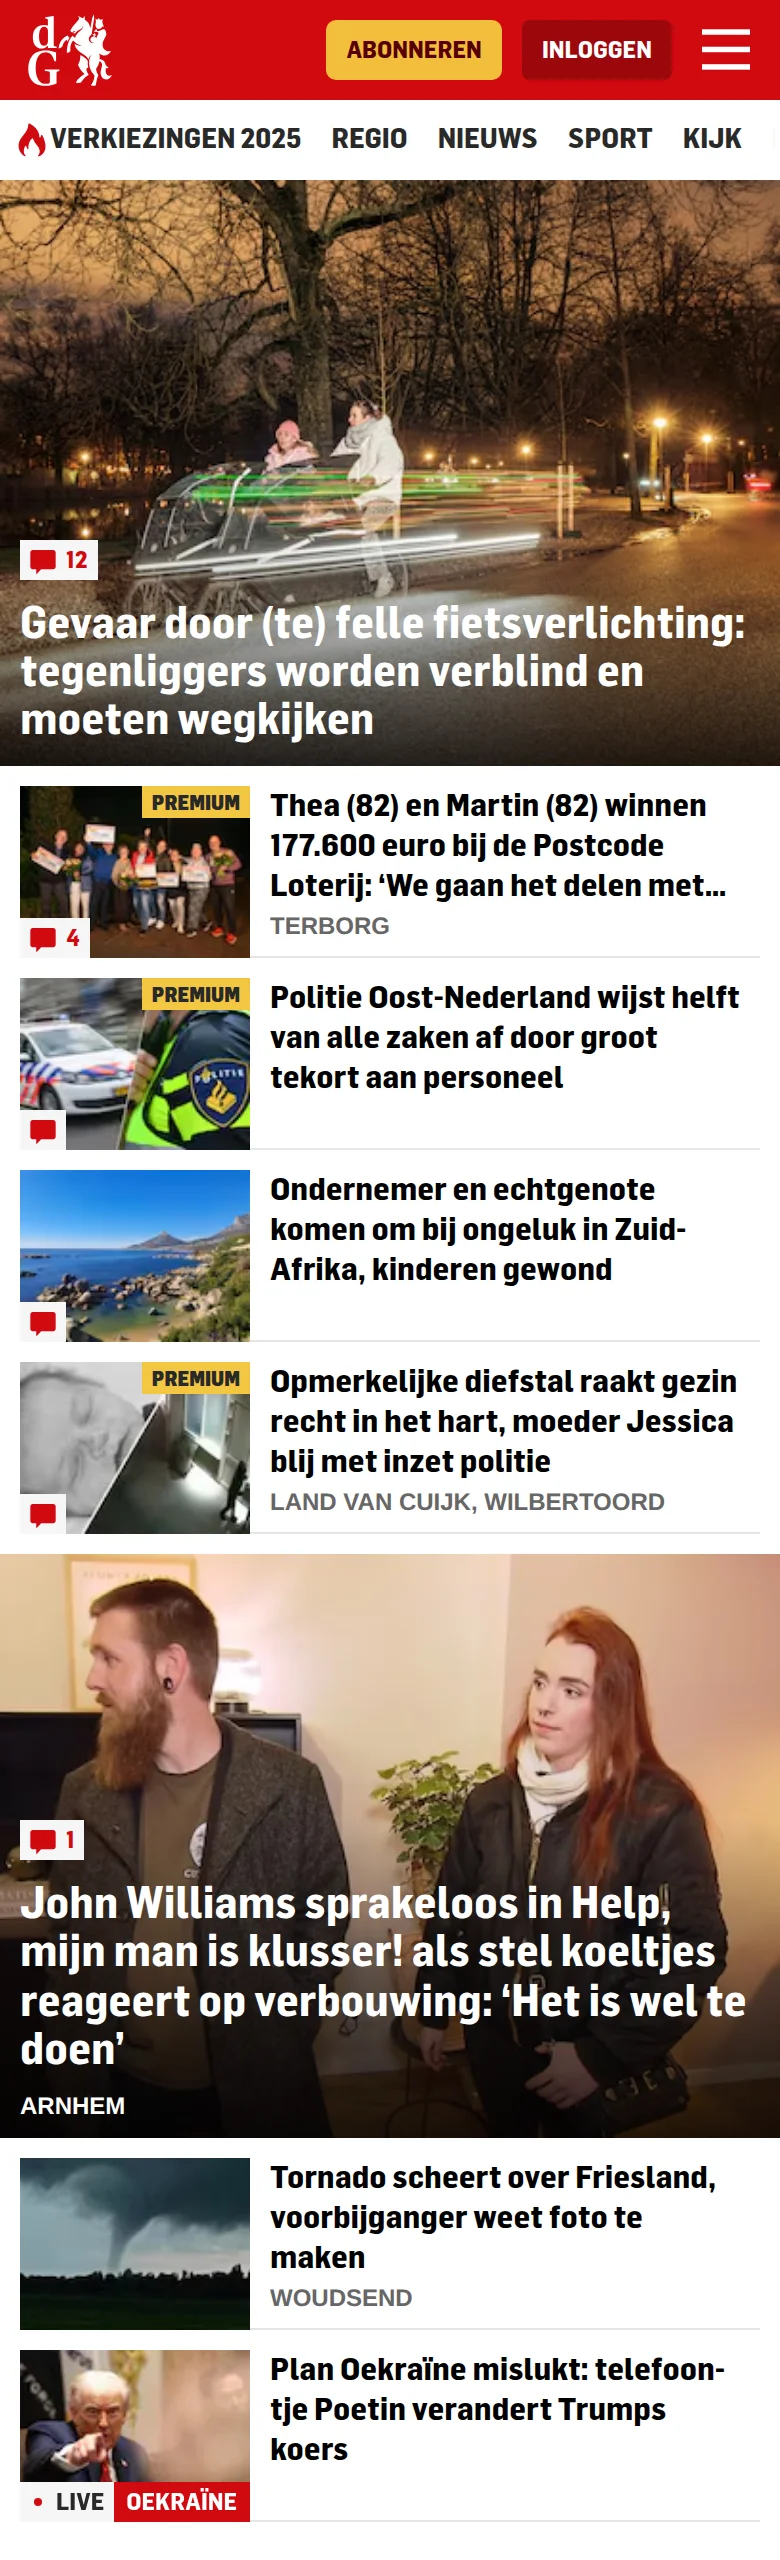 dG
ABONNEREN
INLOGGEN
VERKIEZINGEN 2025
REGIO
NIEUWS
SPORT
KIJK
12
Gevaar door (te) felle fietsverlichting:
tegenliggers worden verblind en
moeten wegkijken
PREMIUM
4
Thea (82) en Martin (82) winnen
177.600 euro bij de Postcode
Loterij: ‘We gaan het delen met...
TERBORG
PREMIUM
POLITIE
Politie Oost-Nederland wijst helft
van alle zaken af door groot
tekort aan personeel
Ondernemer en echtgenote
komen om bij ongeluk in Zuid-
Afrika, kinderen gewond
PREMIUM
Opmerkelijke diefstal raakt gezin
recht in het hart, moeder Jessica
blij met inzet politie
LAND VAN CUIJK, WILBERTOORD
1
John Williams sprakeloos in Help,
mijn man is klusser! als stel koeltjes
reageert op verbouwing: ‘Het is wel te
doen’
ARNHEM
Tornado scheert over Friesland,
voorbijganger weet foto te
maken
WOUDSEND
LIVE
OEKRAÏNE
Plan Oekraïne mislukt: telefoon-
tje Poetin verandert Trumps
koers